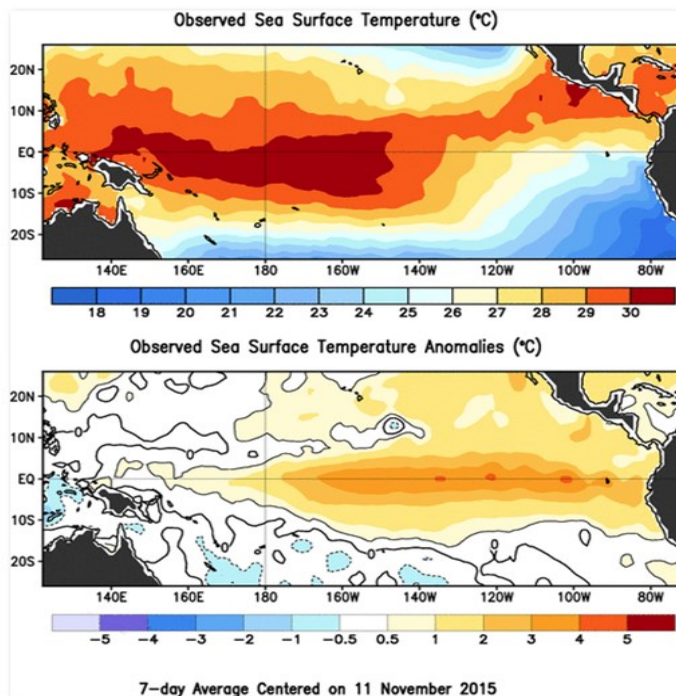 Observed Sea Surface Temperature (°C)
20N
10N
EQ
10S
20S
140E 160E 180 160W 140W 120W 100W 80W
18 19 20 21 22 23 24 25 26 27 28 29 30
Observed Sea Surface Temperature Anomalies (°C)
20N
10N
EQ
10S
20S
140E 160E 180 160W 140W 120W 100W 80W
-5 -4 -3 -2 -1 -0.5 0.5 1 2 3 4 5
7-day Average Centered on 11 November 2015